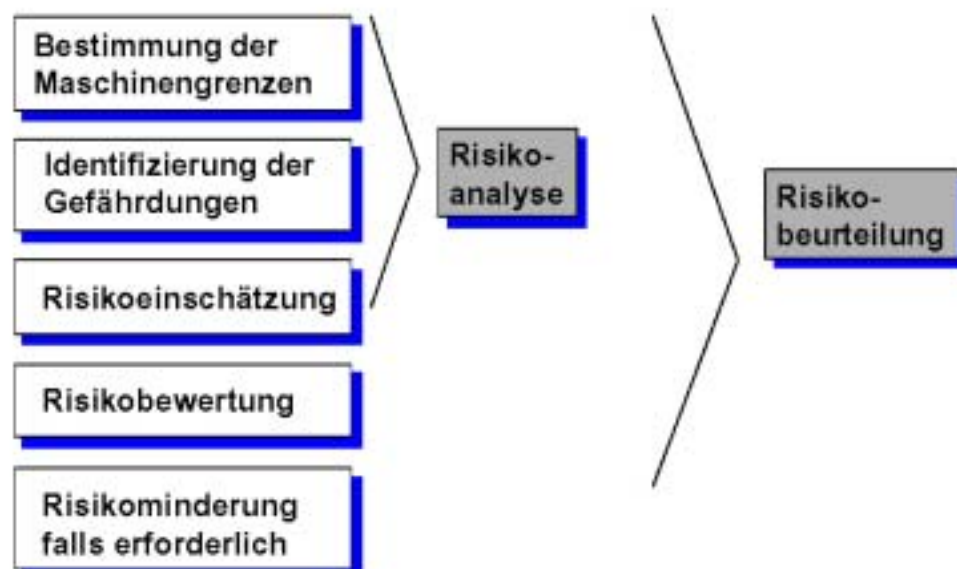 Bestimmung der
Maschinengrenzen
Identifizierung der
Gefährdungen
Risikoeinschätzung
Risikobewertung
Risikominderung
falls erforderlich
Risiko-
analyse
Risiko-
beurteilung